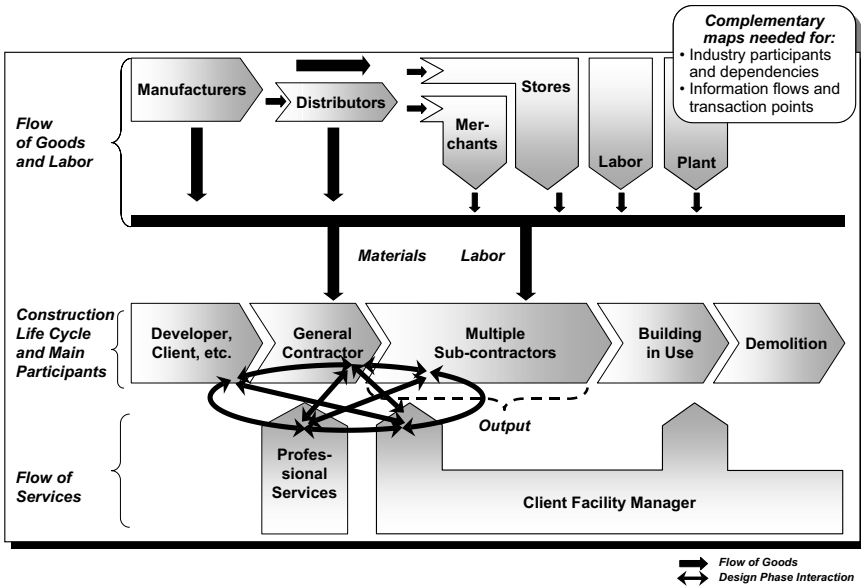 Complementary
maps needed for:
• Industry participants
and dependencies
• Information flows and
transaction points
Manufacturers
Distributors
Stores
Mer-
chants
Labor
Plant
Flow
of Goods
and Labor
Materials
Labor
Construction
Life Cycle
and Main
Participants
Developer,
Client, etc.
General
Contractor
Multiple
Sub-contractors
Building
in Use
Demolition
Output
Flow of
Services
Profes-
sional
Services
Client Facility Manager
Flow of Goods
Design Phase Interaction